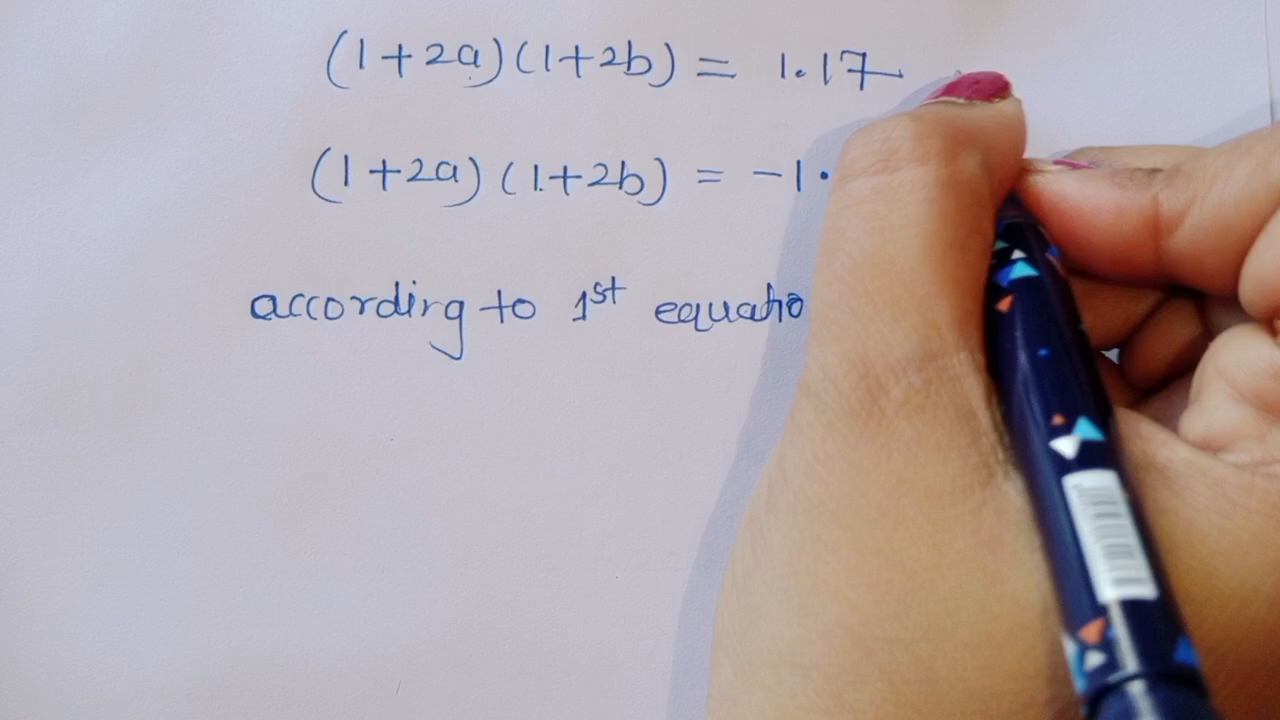 (1+2a)(1+2b) = 1.17
(1+2a)(1+2b) = -1.
according to 1st equatio